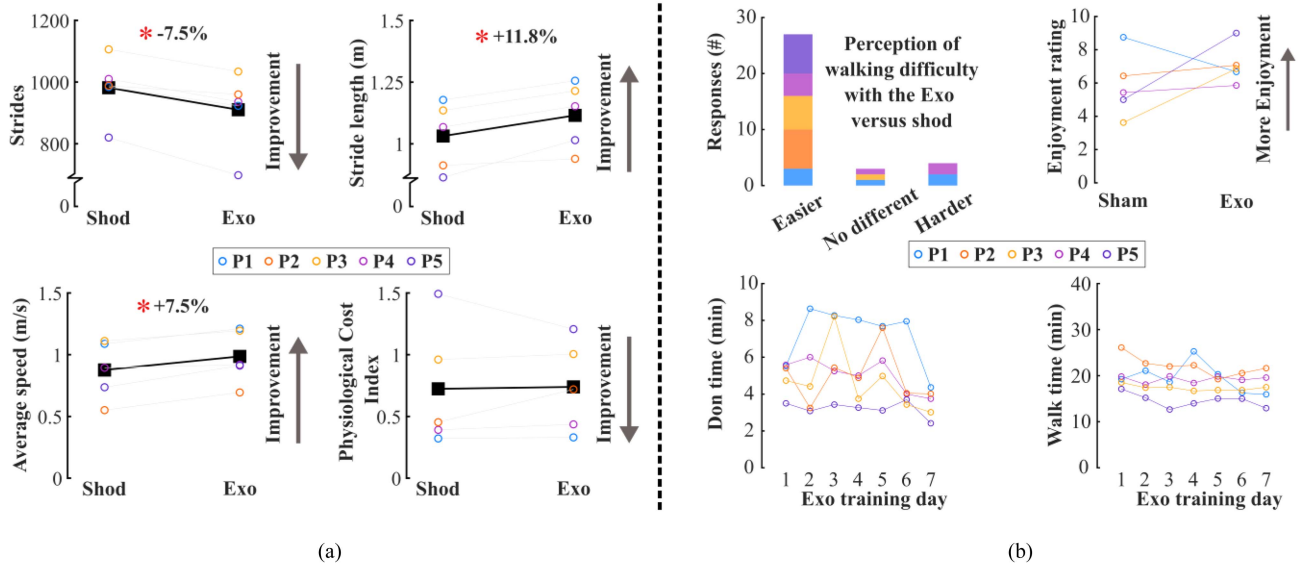 1200
1000
800
0
Strides
* -7.5%
Improvement
Shod
Exo
1.5
1.25
1
0
Stride length (m)
* +11.8%
Improvement
Shod
Exo
P1 P2 P3 P4 P5
1.5
1
0.5
0
Average speed (m/s)
* +7.5%
Improvement
Shod
Exo
1.5
1
0.5
0
Physiological Cost
Index
Improvement
Shod
Exo
(a)
30
20
10
0
Responses (#)
Perception of
walking difficulty
with the Exo
versus shod
Easier
No different
Harder
10
8
6
4
2
0
Enjoyment rating
More Enjoyment
Sham
Exo
P1 P2 P3 P4 P5
10
8
6
4
2
0
Don time (min)
1 2 3 4 5 6 7
Exo training day
40
30
20
10
0
Walk time (min)
1 2 3 4 5 6 7
Exo training day
(b)